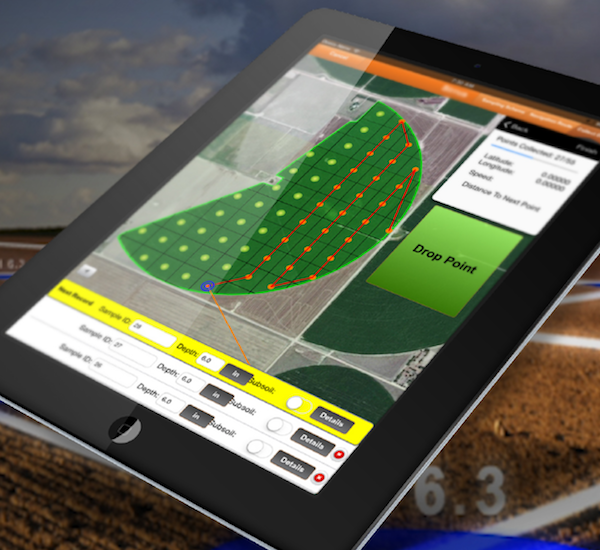 Back
Finish
Points Collected: 27/55
Latitude: 0.00000
Longitude: 0.00000
Speed:
Distance To Next Point
Drop Point
Next Record Sample ID: 28 Depth: 6.0 in Subsoil: Details
Sample ID: 27 Depth: 6.0 in Subsoil: Details
Sample ID: 26 Depth: 6.0 in Subsoil: Details
6.3